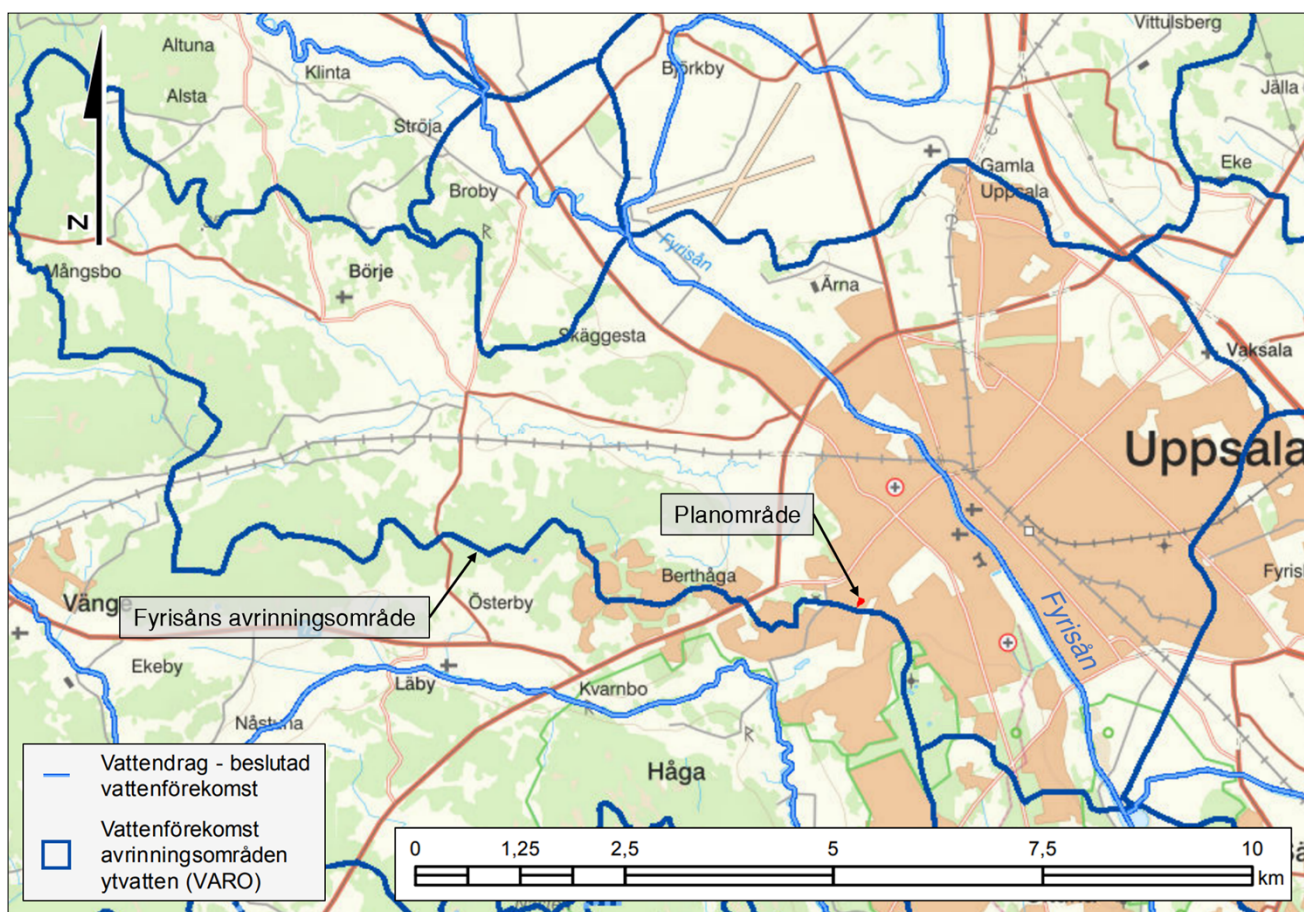 Vittulsberg
Altuna
Klinta
Björkby
Jälla
Alsta
Ströja
Gamla
Uppsala
Eke
Broby
R
N
Fyrisån
Mångsbo
Börje
Ärna
Skäggesta
Vaksala
Uppsala
Planområde
Berthåga
Fyrisån
Vänge
Österby
Fyrisåns avrinningsområde
Ekeby
Läby
Kvarnbo
R
Nåstuna
R
Håga
Vattendrag - beslutad
vattenförekomst
Vattenförekomst
avrinningsområden
ytvatten (VARO)
0 1,25 2,5 5 7,5 10
km